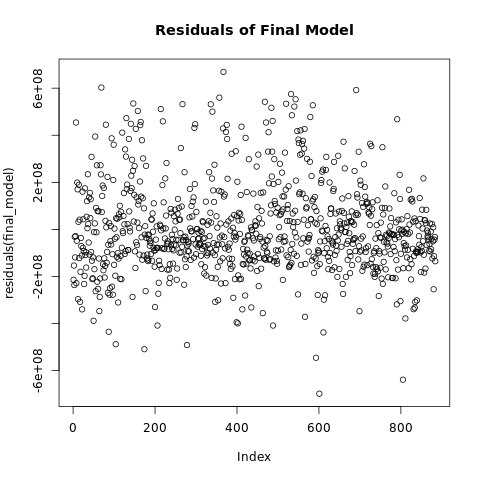 Residuals of Final Model
residuals(final_model)
6e+08
2e+08
-2e+08
-6e+08
0 200 400 600 800
Index